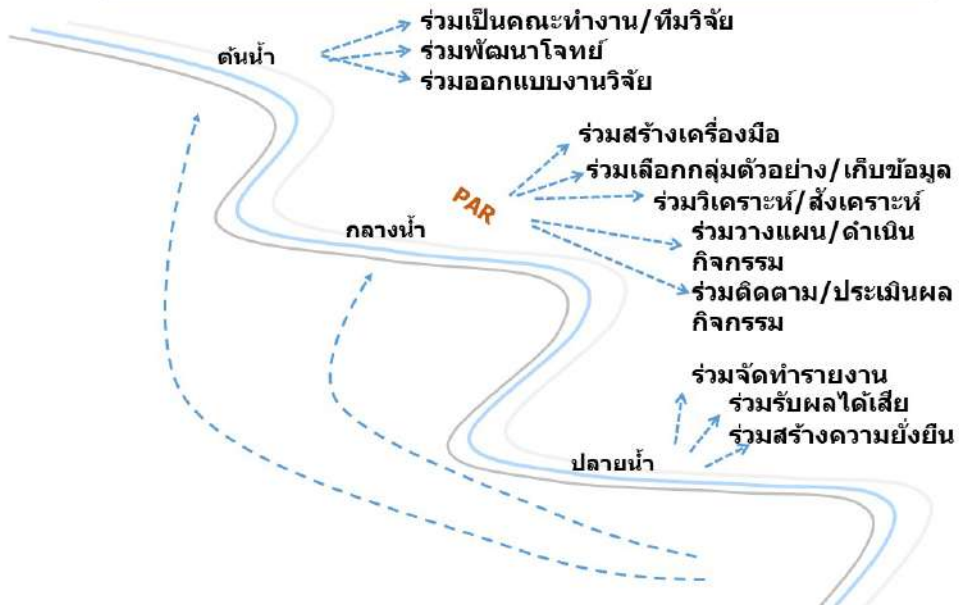 ต้นน้ำ
ร่วมเป็นคณะทำงาน/ทีมวิจัย
ร่วมพัฒนาโจทย์
ร่วมออกแบบงานวิจัย
PAR
กลางน้ำ
ร่วมสร้างเครื่องมือ
ร่วมเลือกกลุ่มตัวอย่าง/เก็บข้อมูล
ร่วมวิเคราะห์/สังเคราะห์
ร่วมวางแผน/ดำเนิน
กิจกรรม
ร่วมติดตาม/ประเมินผล
กิจกรรม
ปลายน้ำ
ร่วมจัดทำรายงาน
ร่วมรับผลได้เสีย
ร่วมสร้างความยั่งยืน